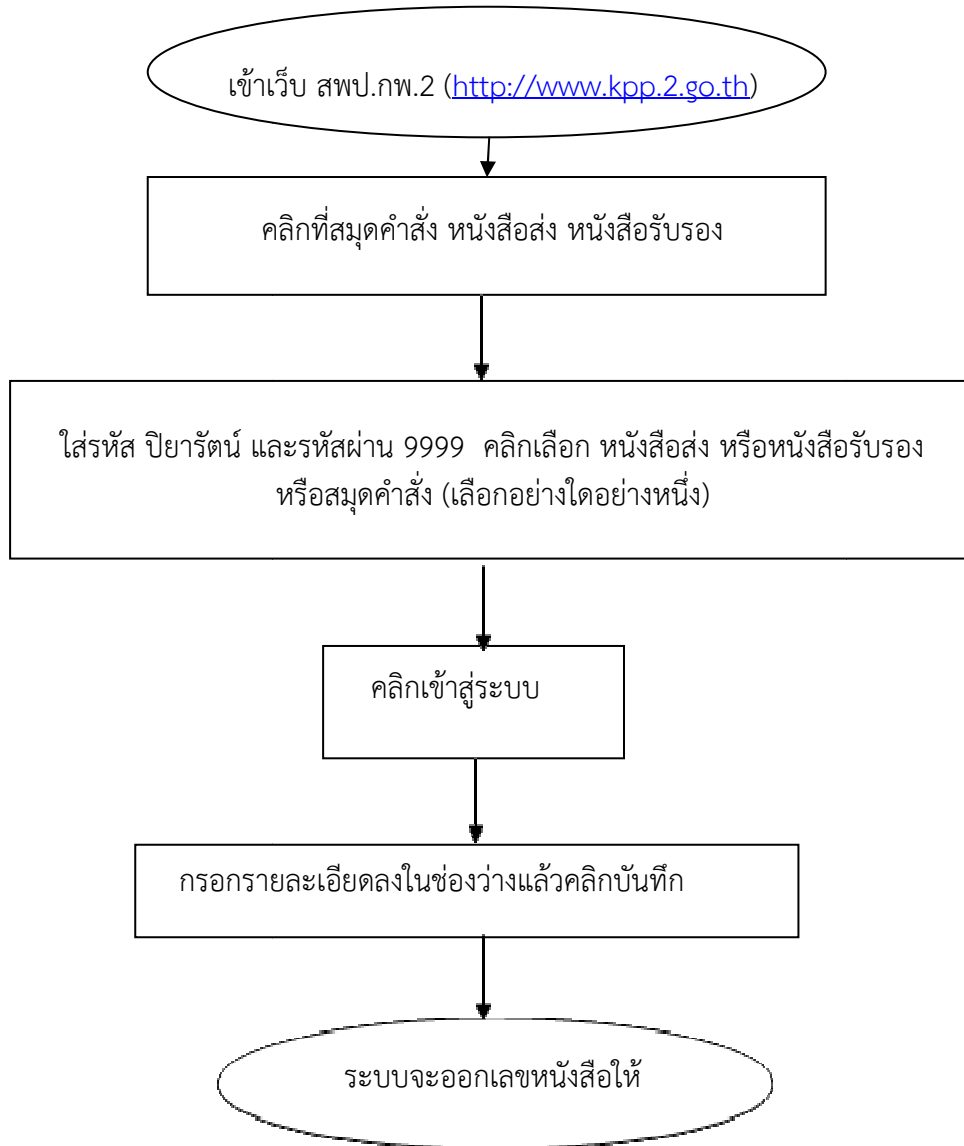 เข้าเว็บ สพป.กพ.2 (http://www.kpp.2.go.th)
คลิกที่สมุดคำสั่ง หนังสือส่ง หนังสือรับรอง
ใส่รหัส ปิยารัตน์ และรหัสผ่าน 9999 คลิกเลือก หนังสือส่ง หรือหนังสือรับรอง
หรือสมุดคำสั่ง (เลือกอย่างใดอย่างหนึ่ง)
คลิกเข้าสู่ระบบ
กรอกรายละเอียดลงในช่องว่างแล้วคลิกบันทึก
ระบบจะออกเลขหนังสือให้